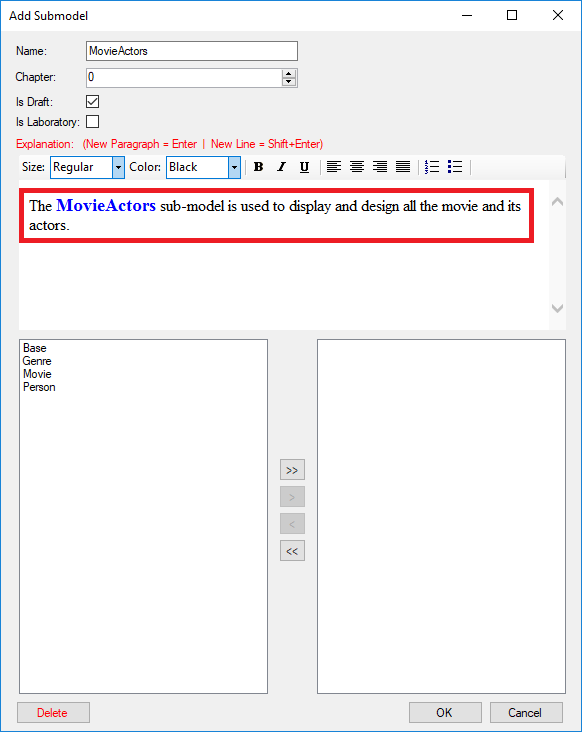 Add Submodel
Name: MovieActors
Chapter: 0
Is Draft:
Is Laboratory:
Explanation: (New Paragraph = Enter | New Line = Shift+Enter)
Size: Regular Color: Black B I U
The MovieActors sub-model is used to display and design all the movie and its
actors.
Base
Genre
Movie
Person
>>
>
<
<<
Delete OK Cancel